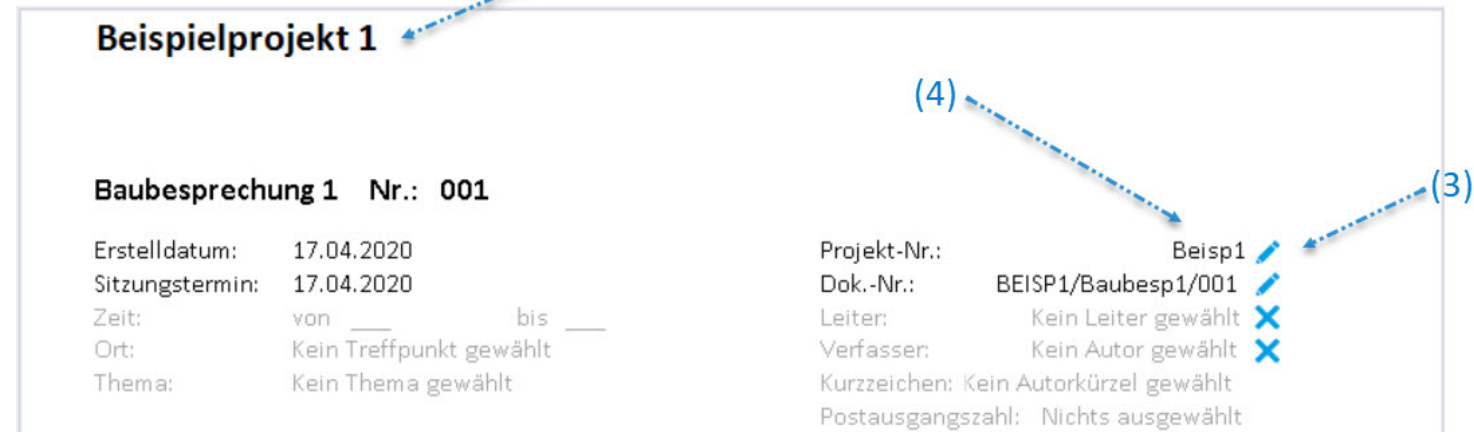 Beispielprojekt 1
(4)
(3)
Baubesprechung 1 Nr.: 001
Erstelldatum: 17.04.2020 Projekt-Nr.: Beisp1
Sitzungstermin: 17.04.2020 Dok.-Nr.: BEISP1/Baubesp1/001
Zeit: von ___ bis ___ Leiter: Kein Leiter gewählt
Ort: Kein Treffpunkt gewählt Verfasser: Kein Autor gewählt
Thema: Kein Thema gewählt Kurzzeichen: Kein Autorkürzel gewählt
Postausgangszahl: Nichts ausgewählt